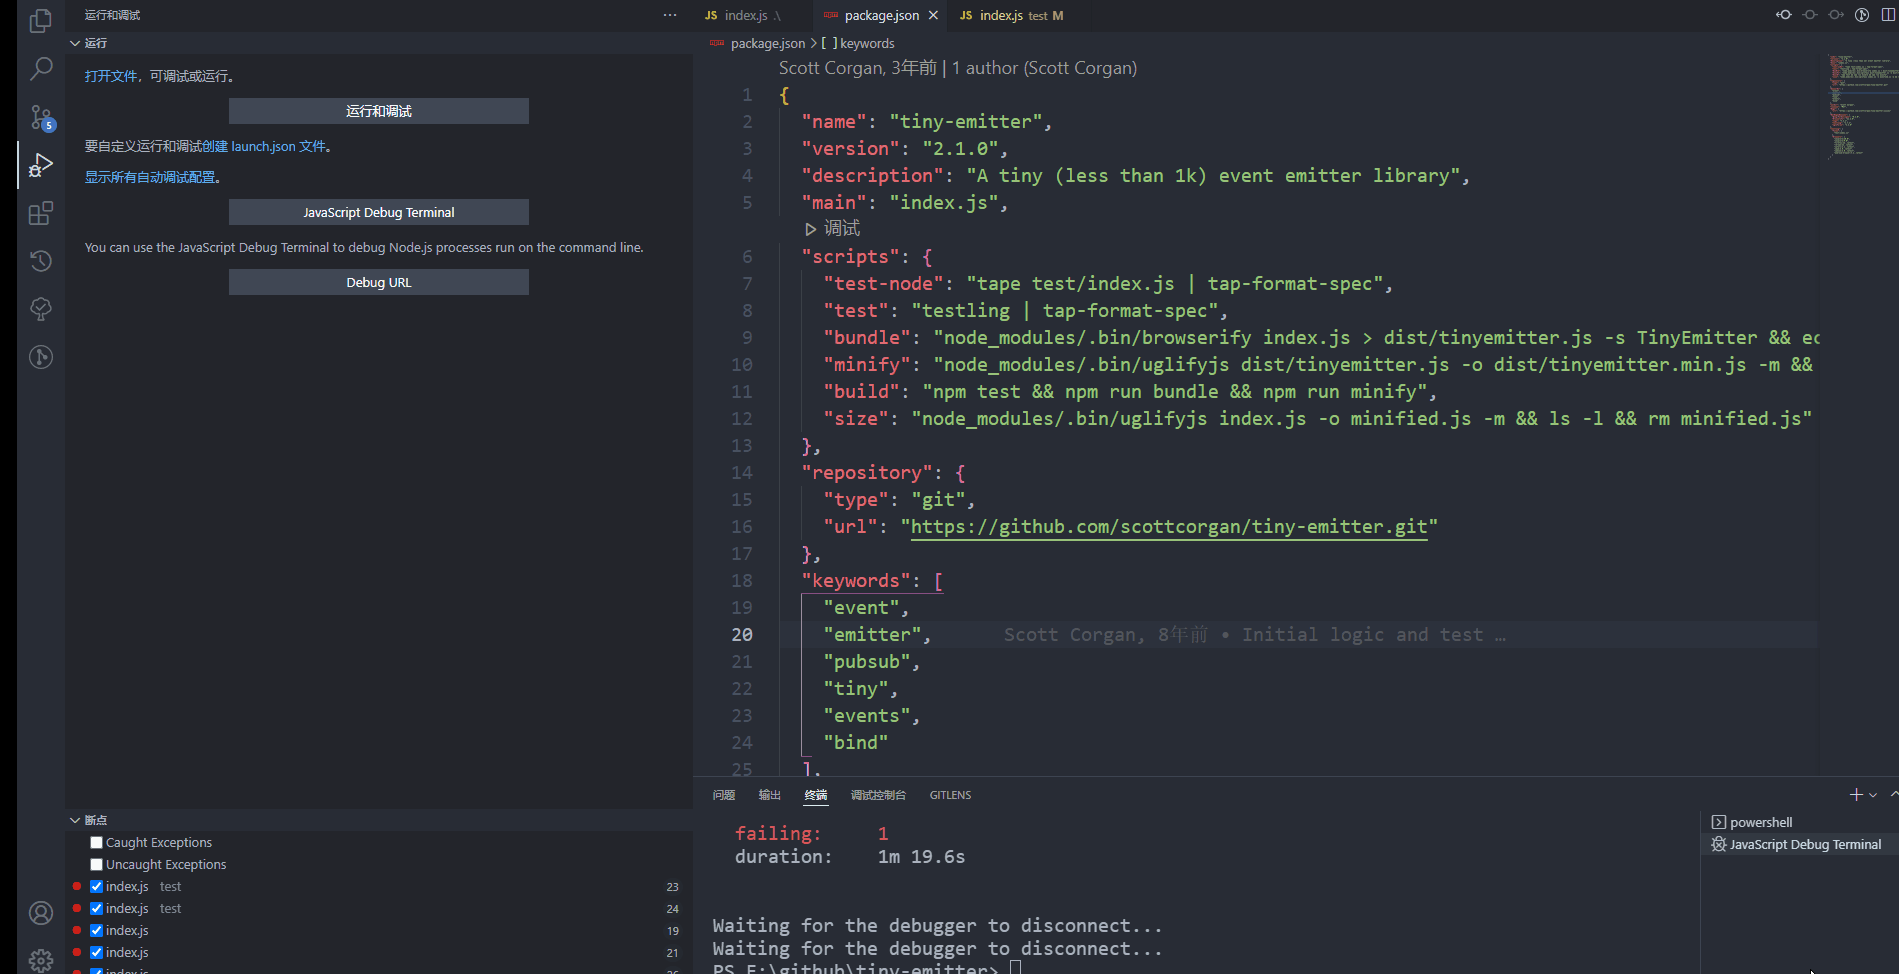 运行和调试
运行
打开文件，可调试或运行。
运行和调试
要自定义运行和调试创建 launch.json 文件。
显示所有自动调试配置。
JavaScript Debug Terminal
You can use the JavaScript Debug Terminal to debug Node.js processes run on the command line.
Debug URL
5
断点
Caught Exceptions
Uncaught Exceptions
index.js test 23
index.js test 24
index.js 19
index.js 21
JS index.js .\
package.json
JS index.js test M
package.json > [ ] keywords
Scott Corgan, 3年前 | 1 author (Scott Corgan)
1 {
2 "name": "tiny-emitter",
3 "version": "2.1.0",
4 "description": "A tiny (less than 1k) event emitter library",
5 "main": "index.js",
调试
6 "scripts": {
7 "test-node": "tape test/index.js | tap-format-spec",
8 "test": "testling | tap-format-spec",
9 "bundle": "node_modules/.bin/browserify index.js > dist/tinyemitter.js -s TinyEmitter && ec
10 "minify": "node_modules/.bin/uglifyjs dist/tinyemitter.js -o dist/tinyemitter.min.js -m &&
11 "build": "npm test && npm run bundle && npm run minify",
12 "size": "node_modules/.bin/uglifyjs index.js -o minified.js -m && ls -l && rm minified.js"
13 },
14 "repository": {
15 "type": "git",
16 "url": "https://github.com/scottcorgan/tiny-emitter.git"
17 },
18 "keywords": [
19 "event",
20 "emitter", Scott Corgan, 8年前 • Initial logic and test …
21 "pubsub",
22 "tiny",
23 "events",
24 "bind"
25 ],
问题 输出 终端 调试控制台 GITLENS
failing: 1
duration: 1m 19.6s
Waiting for the debugger to disconnect...
Waiting for the debugger to disconnect...
PS F:\github\tiny-emitter>
powershell
JavaScript Debug Terminal